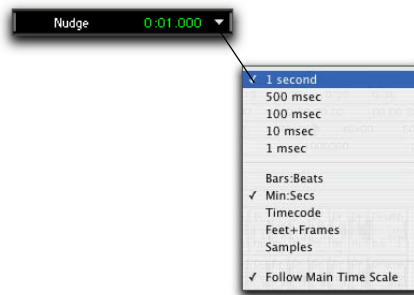 Nudge 0:01.000
✓ 1 second
500 msec
100 msec
10 msec
1 msec
Bars:Beats
✓ Min:Secs
Timecode
Feet+Frames
Samples
✓ Follow Main Time Scale